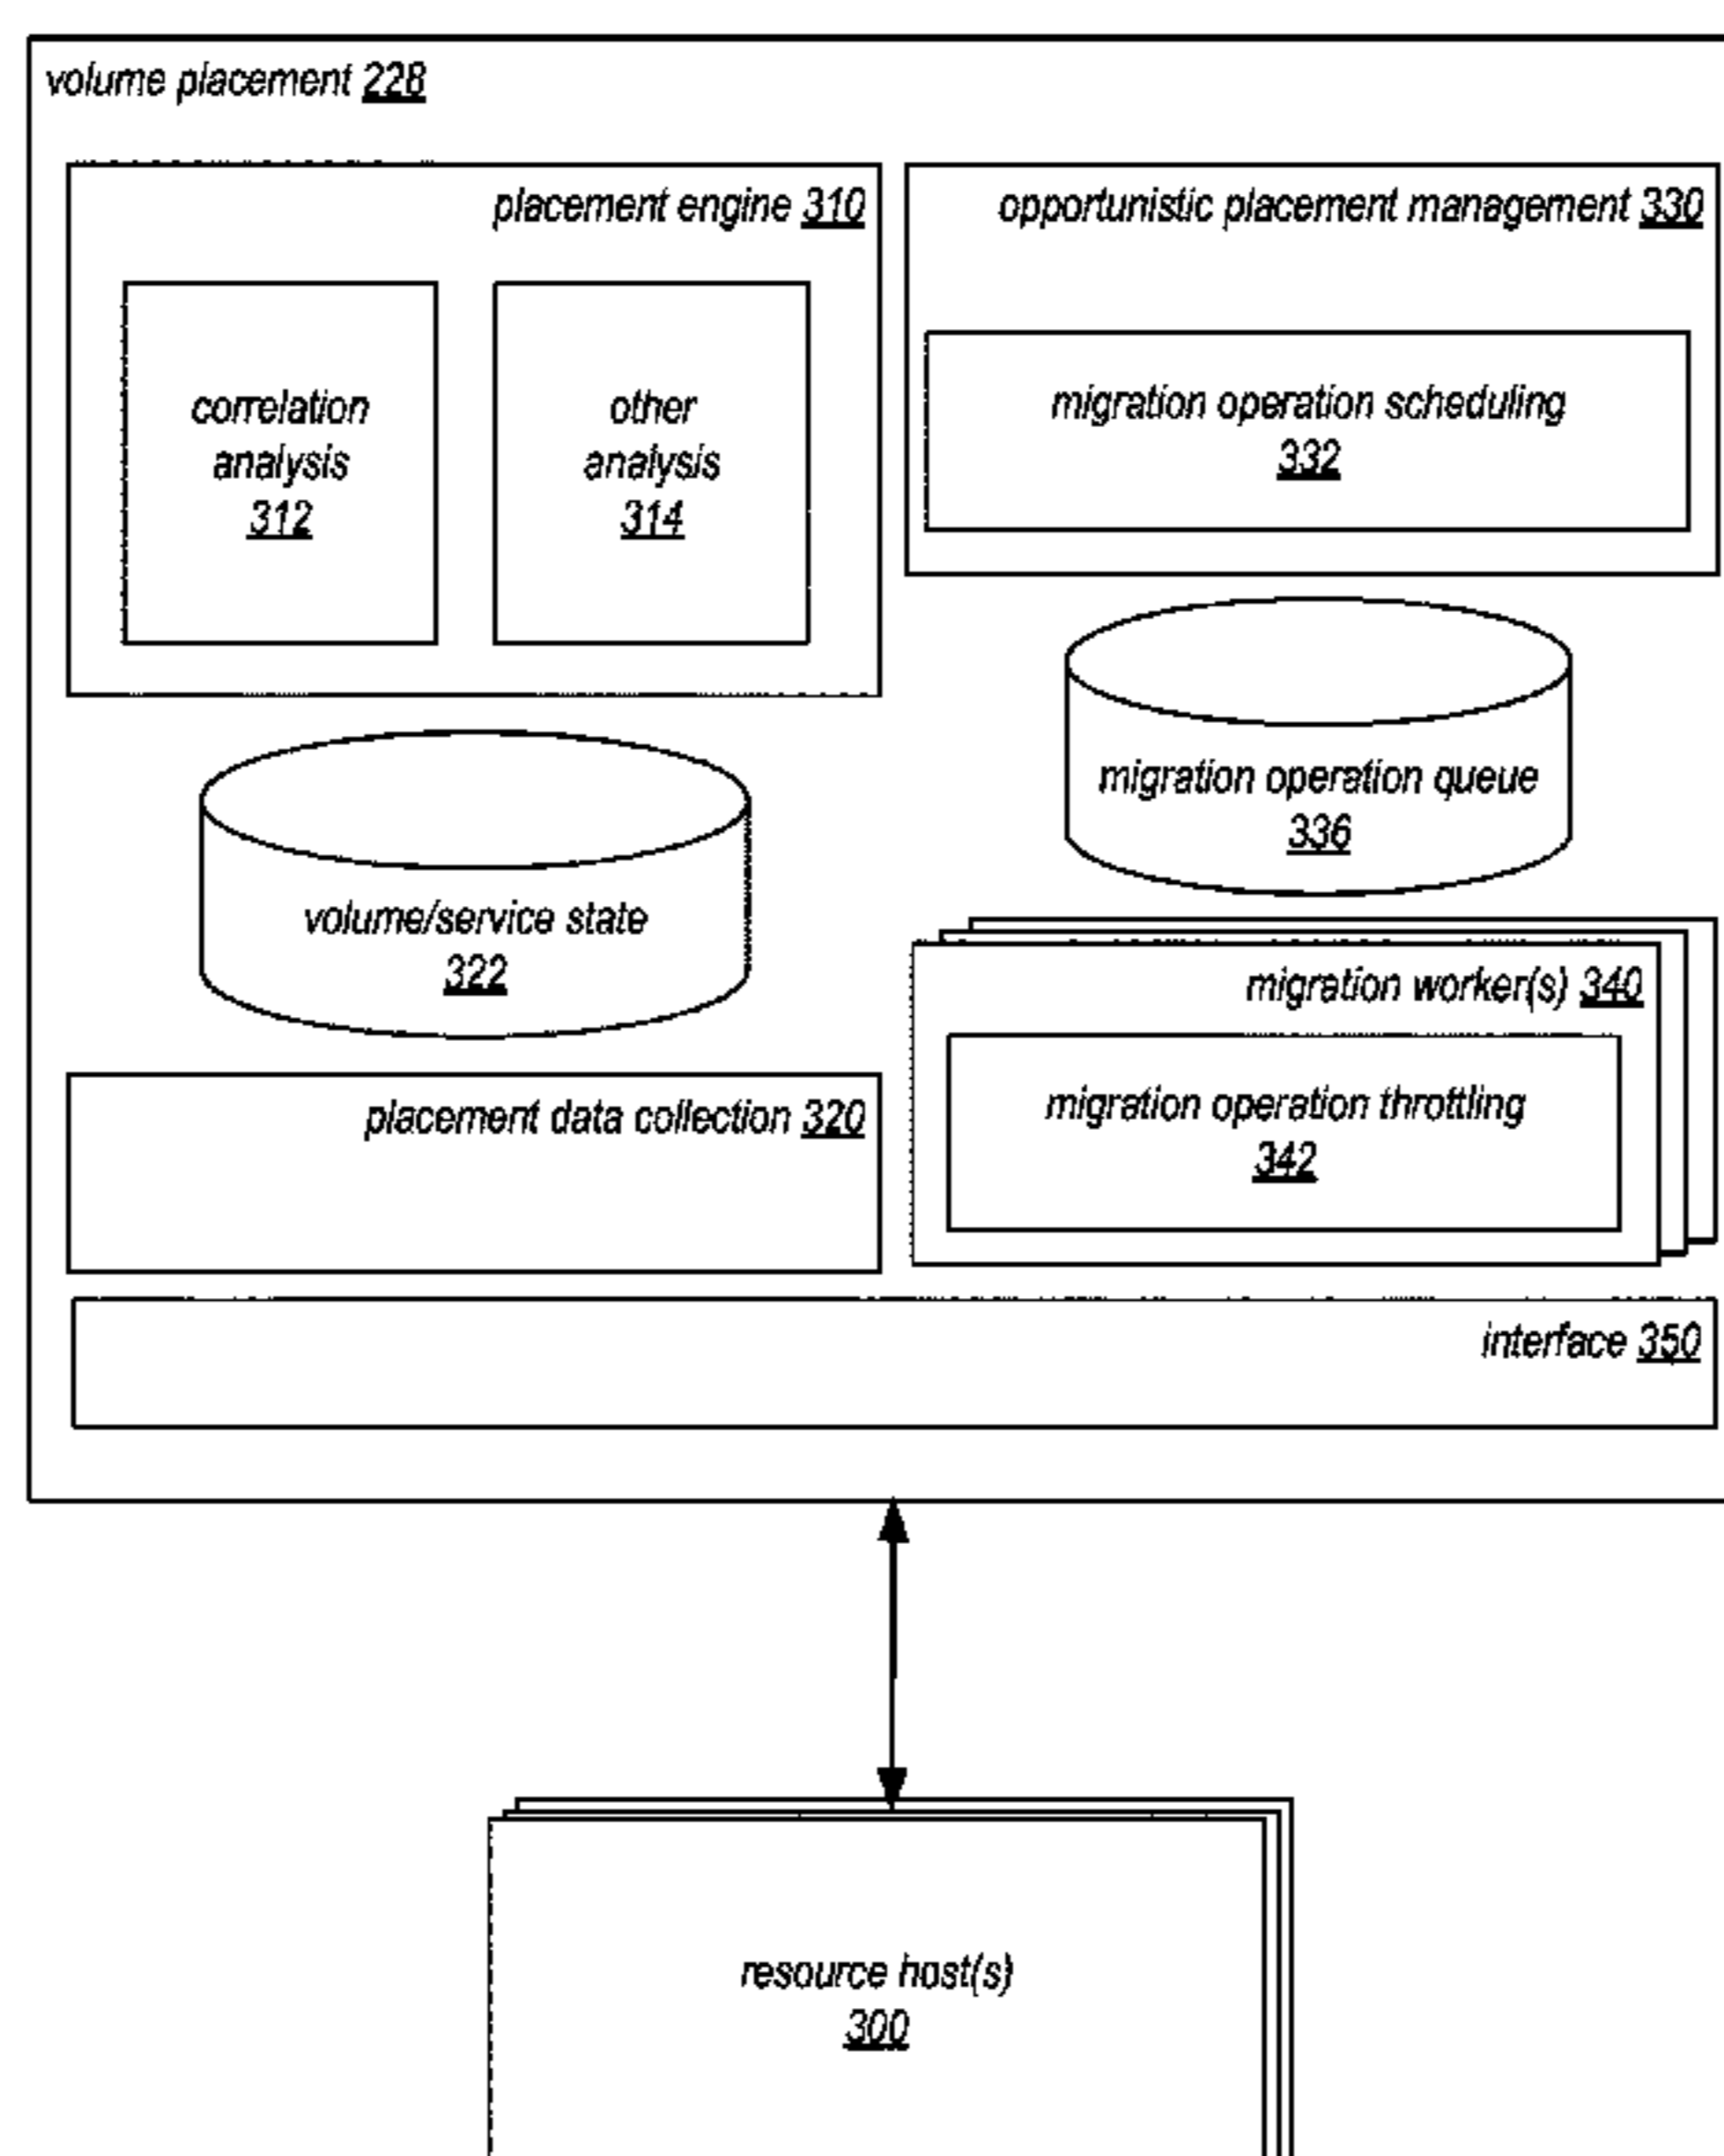 volume placement 228
placement engine 310
correlation
analysis
312
other
analysis
314
opportunistic placement management 330
migration operation scheduling
332
volume/service state
322
migration operation queue
336
placement data collection 320
migration worker(s) 340
migration operation throttling
342
interface 350
resource host(s)
300